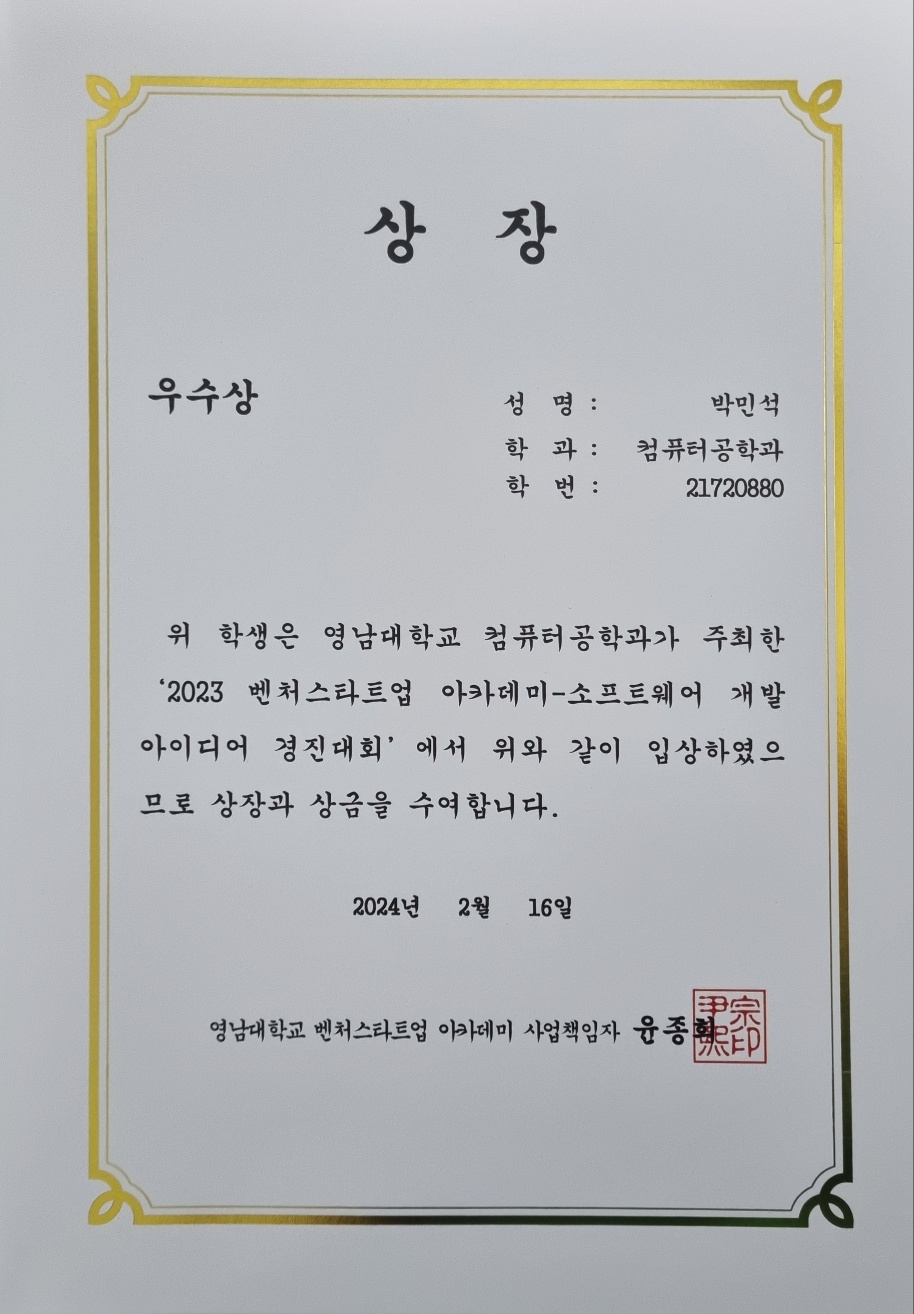 상 장
우수상
성 명 : 박민석
학 과 : 컴퓨터공학과
학 번 : 21720880
위 학생은 영남대학교 컴퓨터공학과가 주최한
‘2023 벤처스타트업 아카데미-소프트웨어 개발
아이디어 경진대회’ 에서 위와 같이 입상하였으
므로 상장과 상금을 수여합니다.
2024년 2월 16일
영남대학교 벤처스타트업 아카데미 사업책임자 윤종희
尹宗熙印